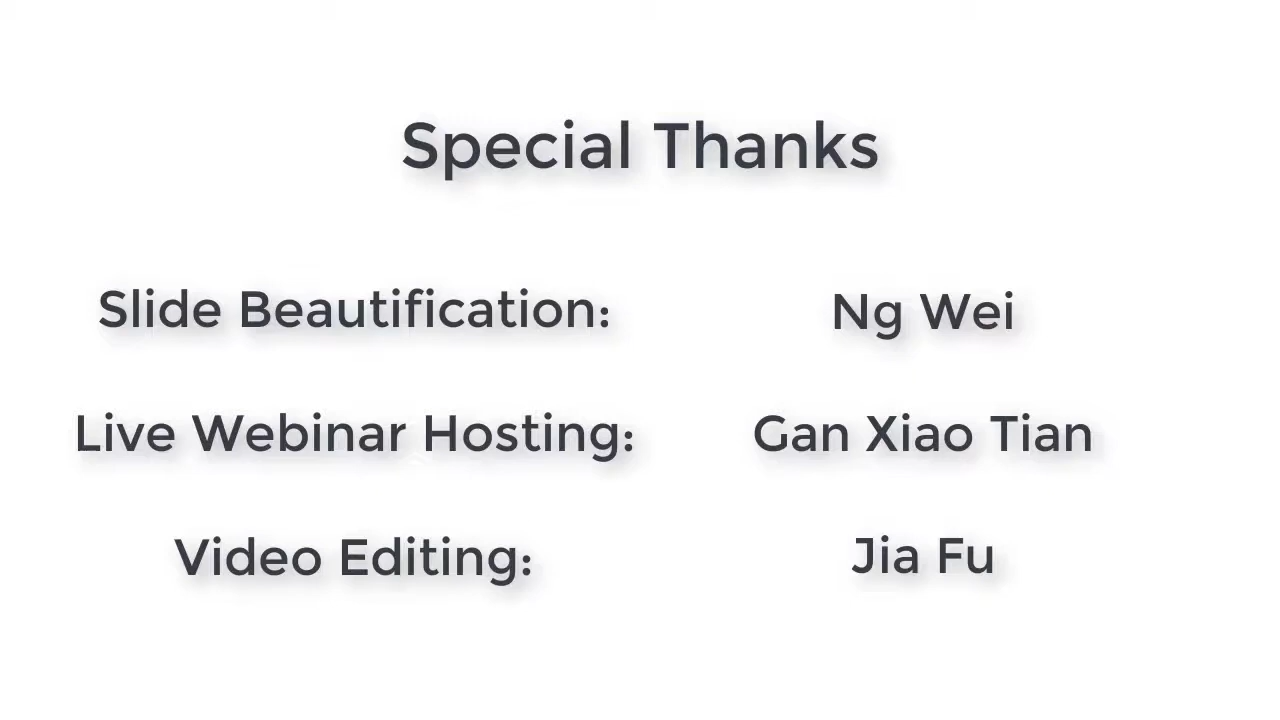 Special Thanks
Slide Beautification: Ng Wei
Live Webinar Hosting: Gan Xiao Tian
Video Editing: Jia Fu